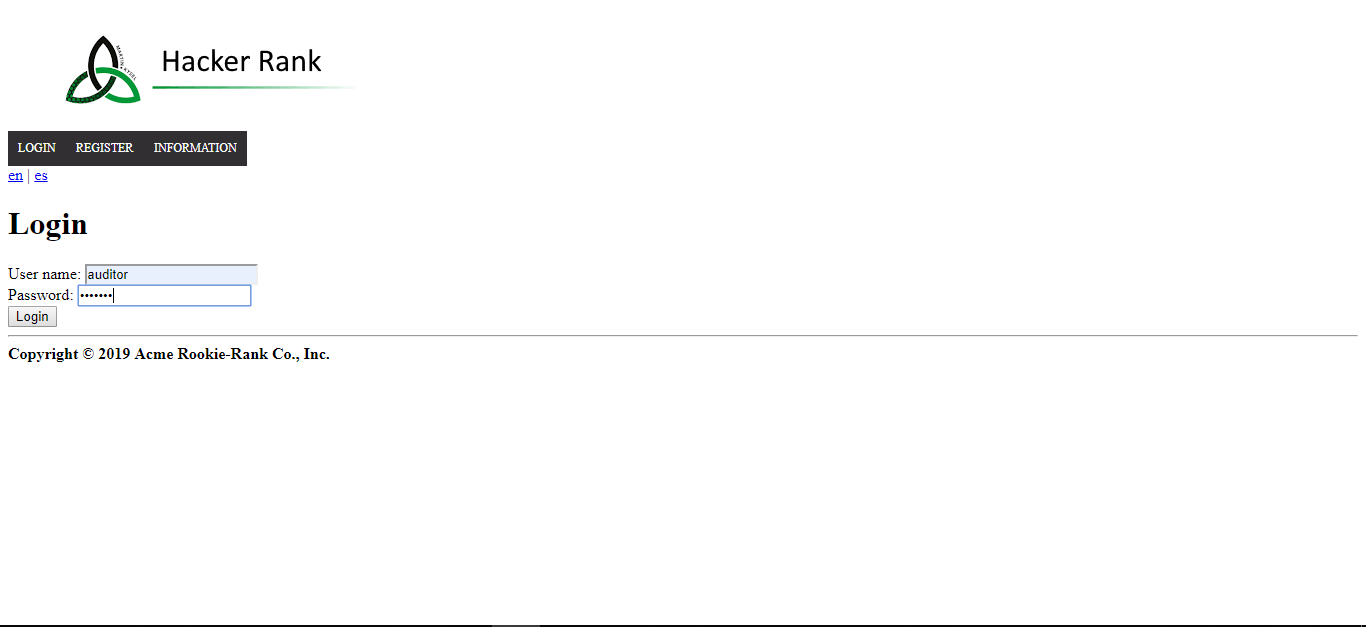 Hacker Rank
LOGIN REGISTER INFORMATION
en | es
Login
User name: auditor
Password: •••••••
Login
Copyright © 2019 Acme Rookie-Rank Co., Inc.